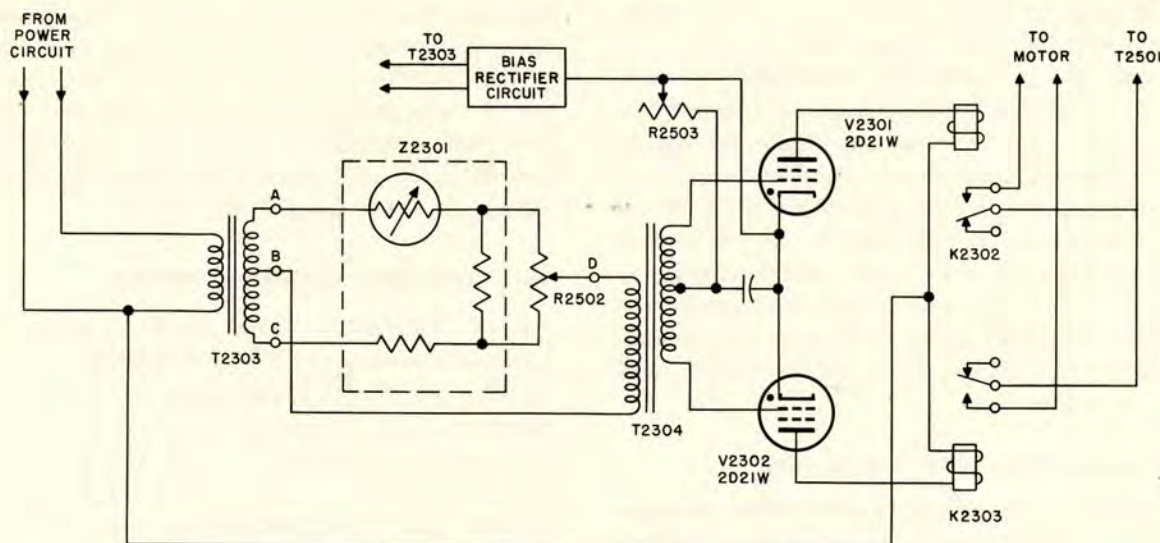 FROM
POWER
CIRCUIT
TO
T2303
BIAS
RECTIFIER
CIRCUIT
TO
MOTOR
TO
T2501
R2503
V2301
2D21W
Z2301
A
B
C
D
R2502
K2302
T2303
T2304
V2302
2D21W
K2303